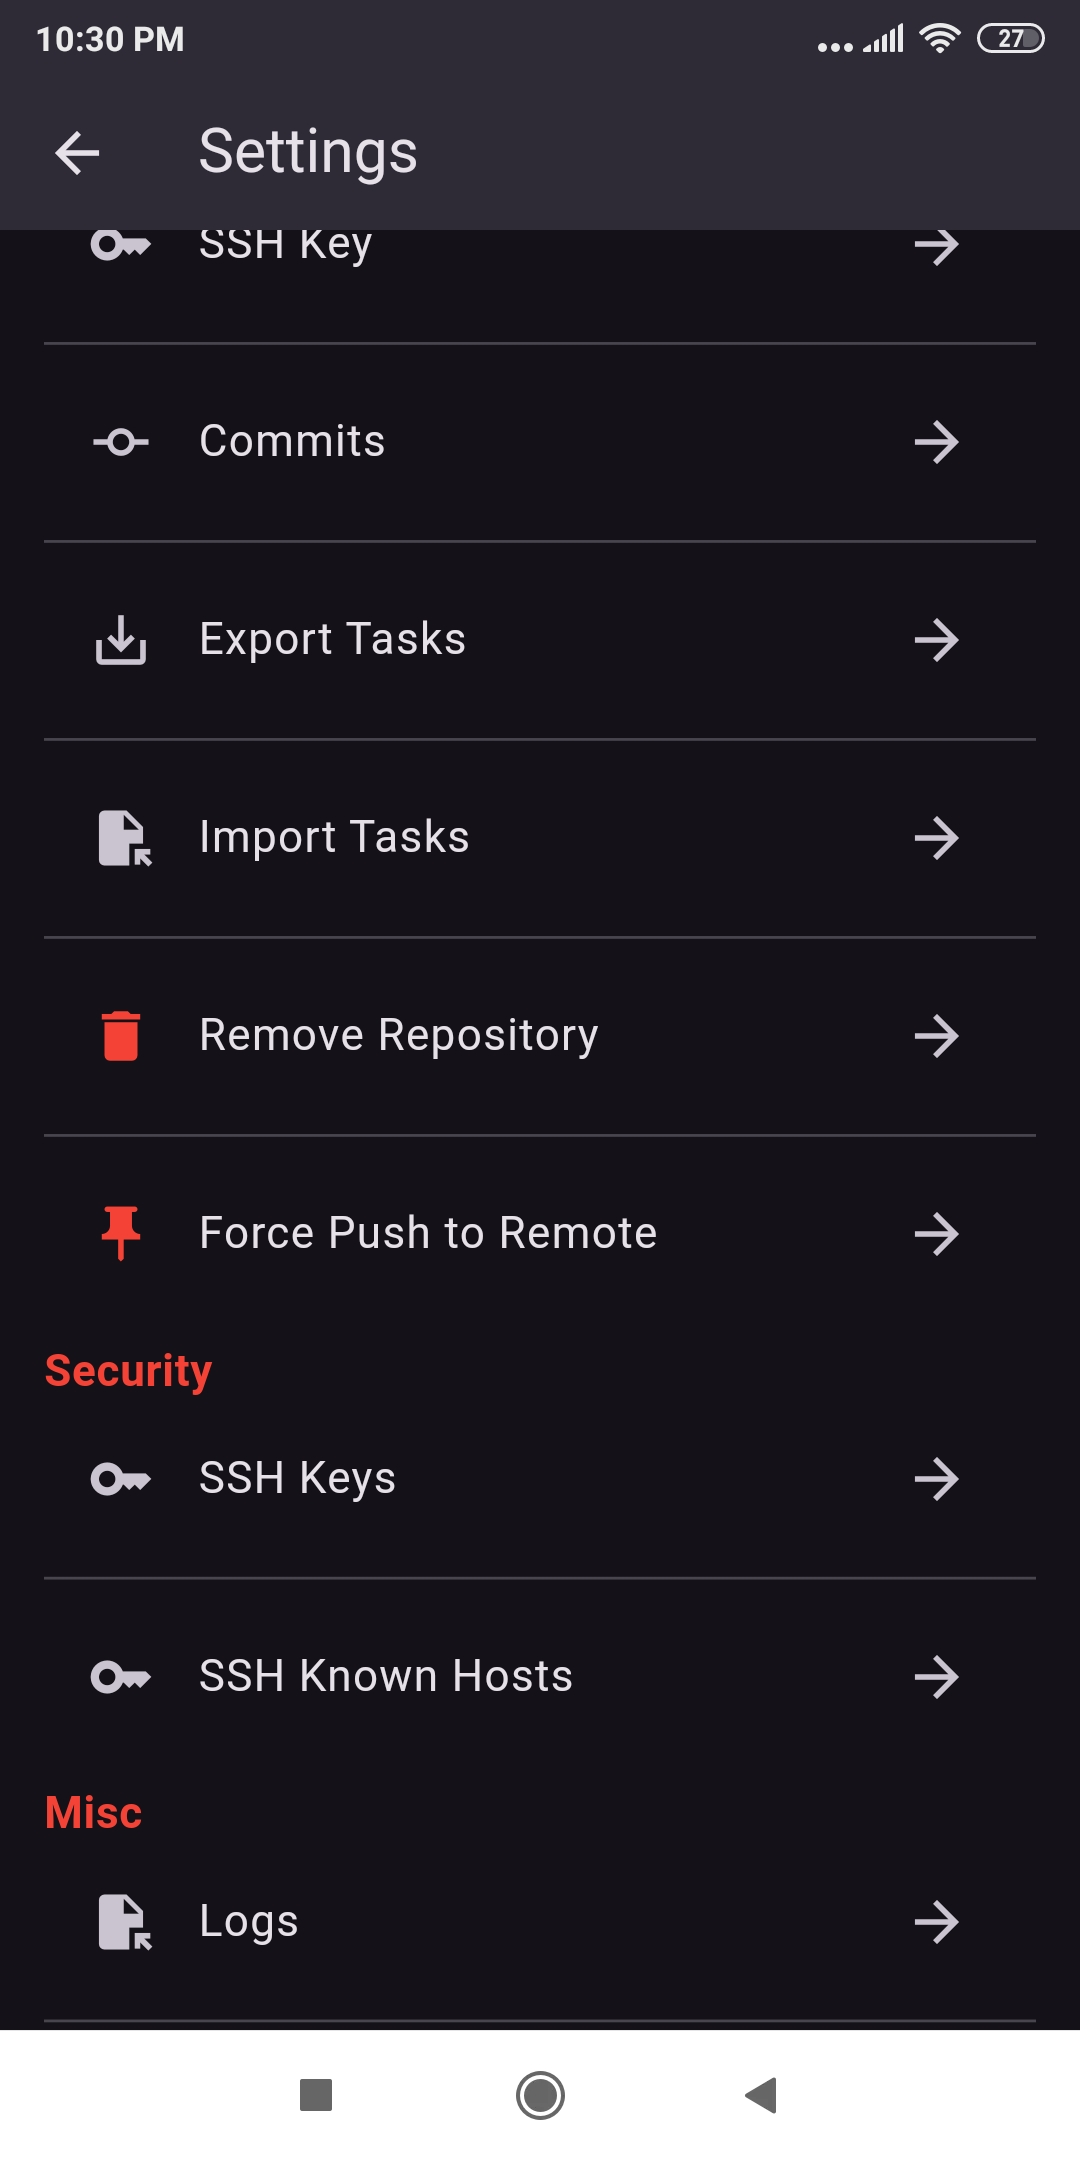 10:30 PM
27
Settings
SSH Key
Commits
Export Tasks
Import Tasks
Remove Repository
Force Push to Remote
Security
SSH Keys
SSH Known Hosts
Misc
Logs